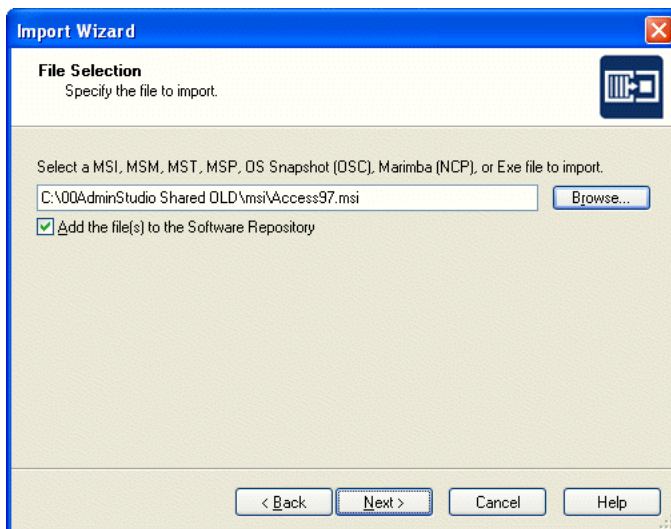 Import Wizard
File Selection
Specify the file to import.
Select a MSI, MSM, MST, MSP, OS Snapshot (OSC), Marimba (NCP), or Exe file to import.
C:\00AdminStudio Shared OLD\msi\Access97.msi
Browse...
Add the file(s) to the Software Repository
< Back
Next >
Cancel
Help